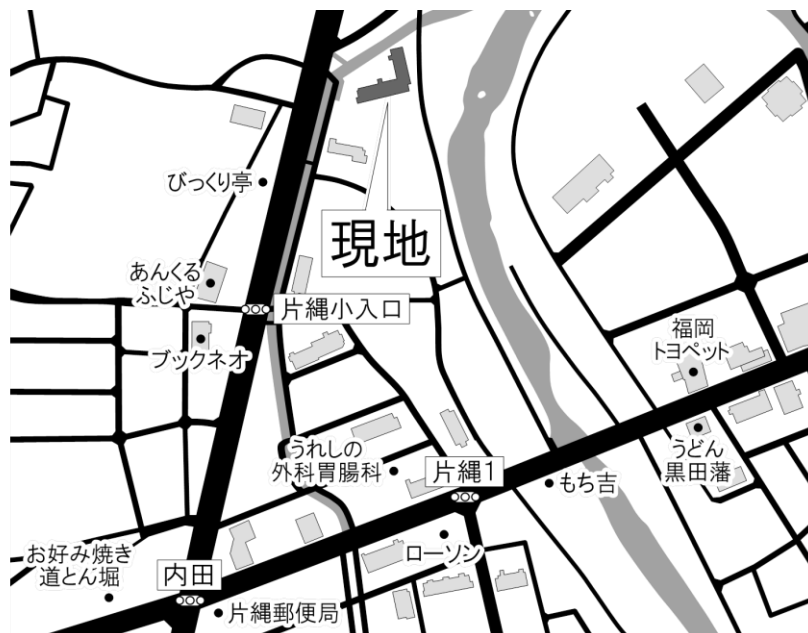 びっくり亭
現地
あんくる
ふじや
片縄小入口
ブックネオ
福岡
トヨペット
うれしの
外科胃腸科
片縄1
もち吉
うどん
黒田藩
お好み焼き
道とん堀
内田
ローソン
片縄郵便局